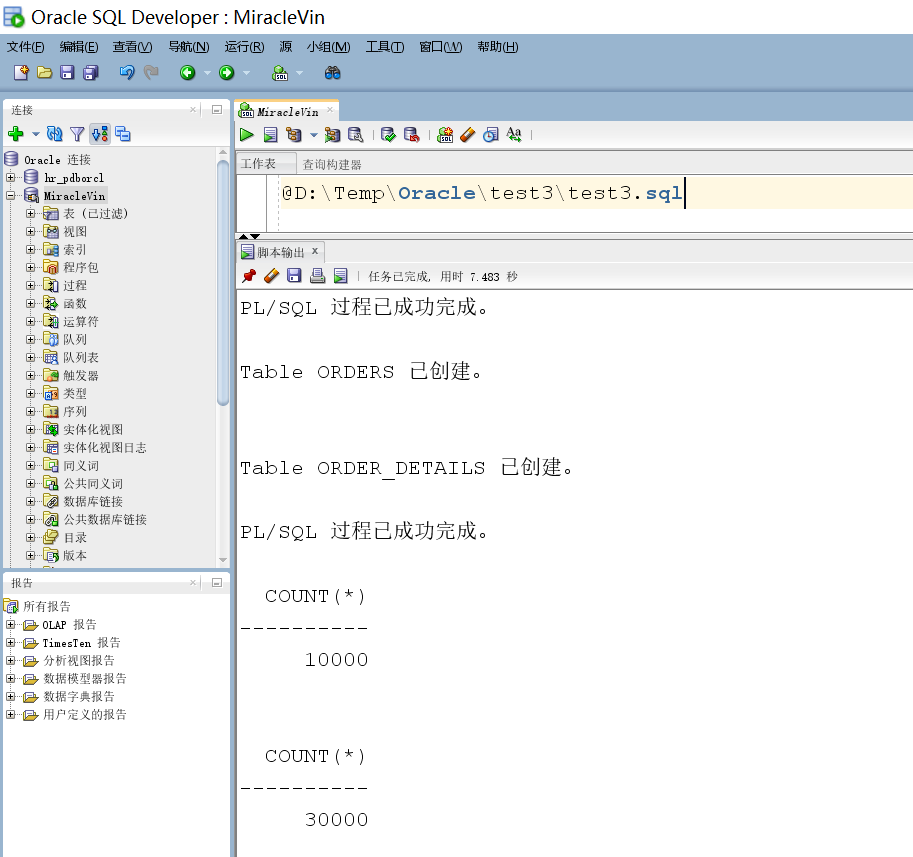 Oracle SQL Developer : MiracleVin
文件(F) 编辑(E) 查看(V) 导航(N) 运行(R) 源 小组(M) 工具(T) 窗口(W) 帮助(H)
连接
Oracle 连接
hr_pdborcl
MiracleVin
表 (已过滤)
视图
索引
程序包
过程
函数
运算符
队列
队列表
触发器
类型
序列
实体化视图
实体化视图日志
同义词
公共同义词
数据库链接
公共数据库链接
目录
版本
报告
所有报告
OLAP 报告
TimesTen 报告
分析视图报告
数据模型器报告
数据字典报告
用户定义的报告
MiracleVin
工作表 查询构建器
@D:\Temp\Oracle\test3\test3.sql
脚本输出 x
任务已完成, 用时 7.483 秒
PL/SQL 过程已成功完成。
Table ORDERS 已创建。
Table ORDER_DETAILS 已创建。
PL/SQL 过程已成功完成。
COUNT(*)
----------
10000
COUNT(*)
----------
30000